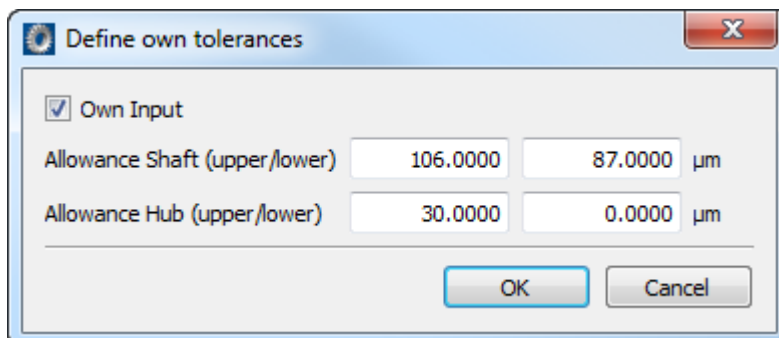 Define own tolerances
Own Input
Allowance Shaft (upper/lower) 106.0000 87.0000 µm
Allowance Hub (upper/lower) 30.0000 0.0000 µm
OK Cancel